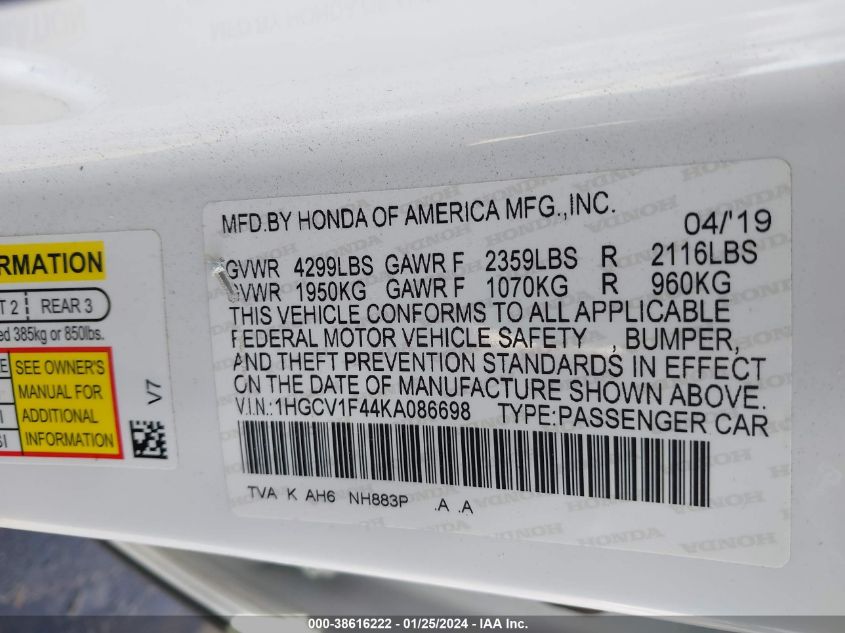 MFD.BY HONDA OF AMERICA MFG.,INC. 04/'19
GVWR 4299LBS GAWR F 2359LBS R 2116LBS
GVWR 1950KG GAWR F 1070KG R 960KG
THIS VEHICLE CONFORMS TO ALL APPLICABLE
FEDERAL MOTOR VEHICLE SAFETY , BUMPER,
AND THEFT PREVENTION STANDARDS IN EFFECT
ON THE DATE OF MANUFACTURE SHOWN ABOVE.
V.I.N.:1HGCV1F44KA086698 TYPE:PASSENGER CAR
TVA K AH6 NH883P .A .A
REAR 3
385kg or 850lbs.
SEE OWNER'S
MANUAL FOR
ADDITIONAL
INFORMATION
V7
000-38616222 - 01/25/2024 - IAA Inc.